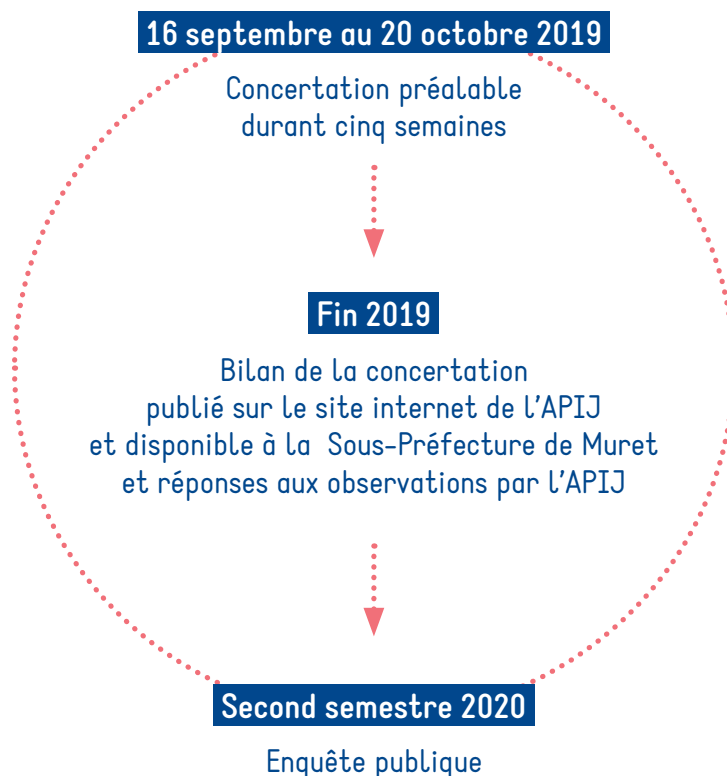 16 septembre au 20 octobre 2019
Concertation préalable
durant cinq semaines
Fin 2019
Bilan de la concertation
publié sur le site internet de l'APIJ
et disponible à la Sous-Préfecture de Muret
et réponses aux observations par l'APIJ
Second semestre 2020
Enquête publique